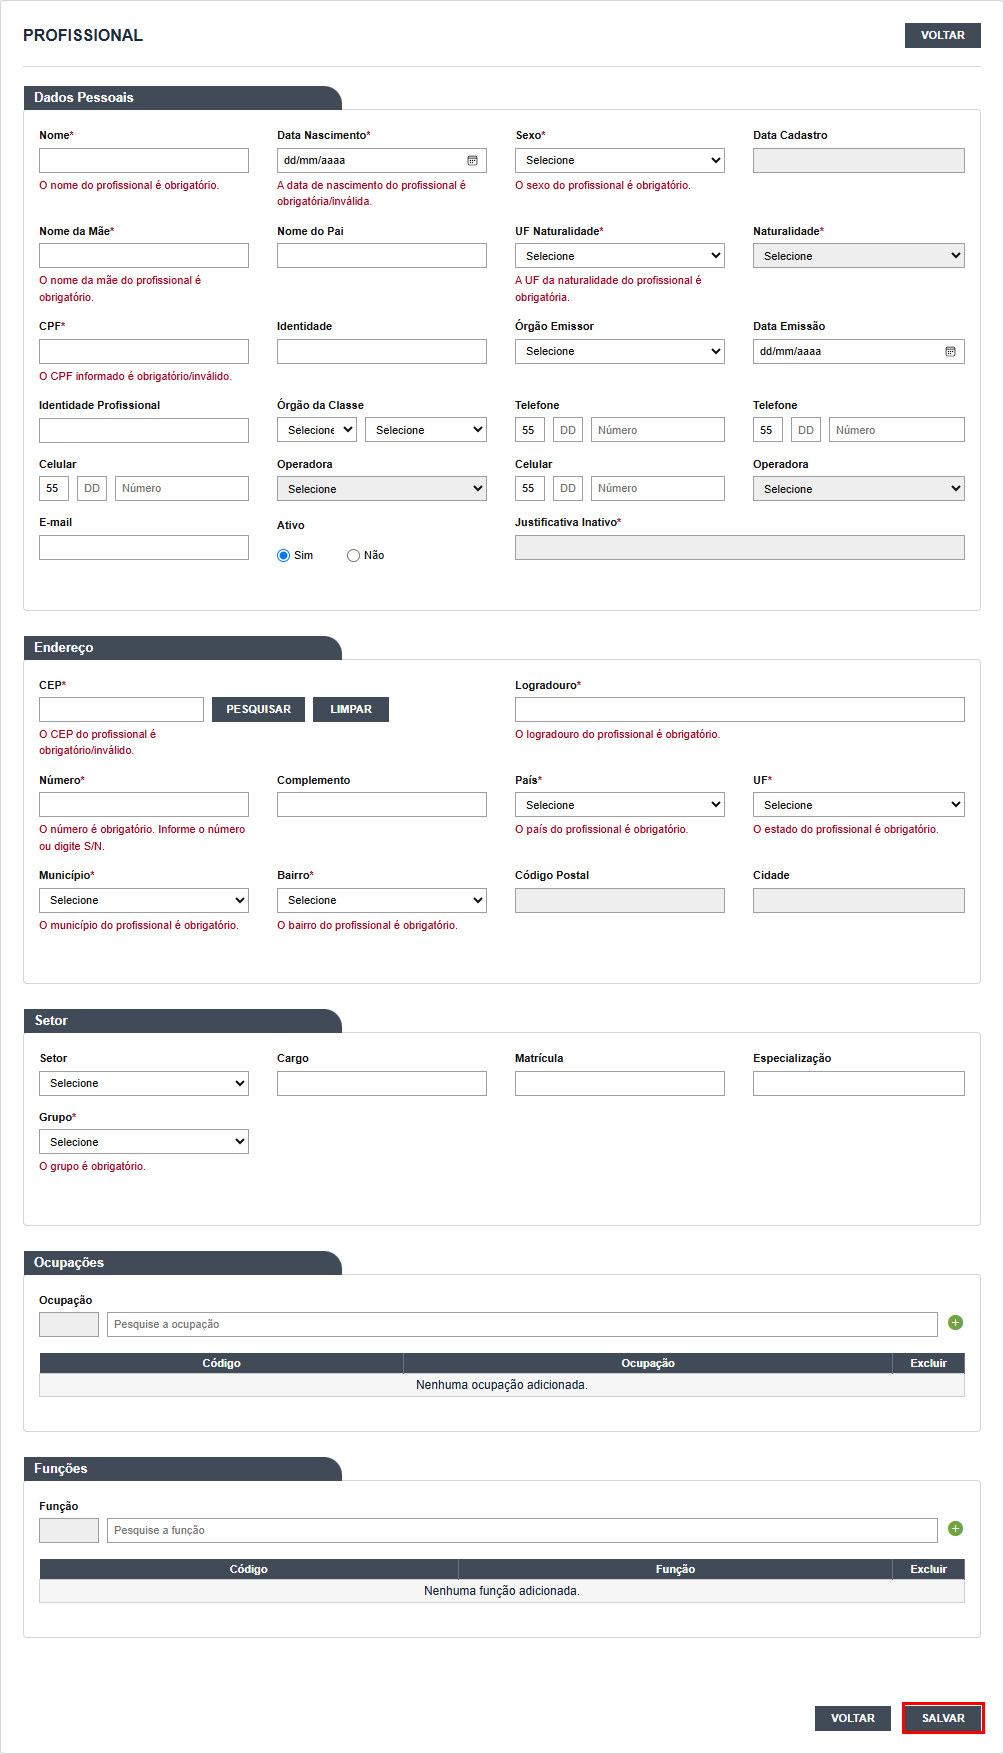 PROFISSIONAL
VOLTAR
Dados Pessoais
Nome* Data Nascimento* Sexo* Data Cadastro
dd/mm/aaaa Selecione
O nome do profissional é obrigatório. A data de nascimento do profissional é O sexo do profissional é obrigatório.
obrigatória/inválida.
Nome da Mãe* Nome do Pai UF Naturalidade* Naturalidade*
Selecione Selecione
O nome da mãe do profissional é A UF da naturalidade do profissional é
obrigatório. obrigatória.
CPF* Identidade Órgão Emissor Data Emissão
Selecione dd/mm/aaaa
O CPF informado é obrigatório/inválido.
Identidade Profissional Órgão da Classe Telefone Telefone
Selecione Selecione 55 DD Número 55 DD Número
Celular Operadora Celular Operadora
55 DD Número Selecione 55 DD Número Selecione
E-mail Ativo Justificativa Inativo*
Sim Não
Endereço
CEP* Logradouro*
PESQUISAR LIMPAR
O CEP do profissional é O logradouro do profissional é obrigatório.
obrigatório/inválido.
Número* Complemento País* UF*
Selecione Selecione
O número é obrigatório. Informe o número O país do profissional é obrigatório. O estado do profissional é obrigatório.
ou digite S/N.
Município* Bairro* Código Postal Cidade
Selecione Selecione
O município do profissional é obrigatório. O bairro do profissional é obrigatório.
Setor
Setor Cargo Matrícula Especialização
Selecione
Grupo*
Selecione
O grupo é obrigatório.
Ocupações
Ocupação
Pesquise a ocupação
Código Ocupação Excluir
Nenhuma ocupação adicionada.
Funções
Função
Pesquise a função
Código Função Excluir
Nenhuma função adicionada.
VOLTAR SALVAR